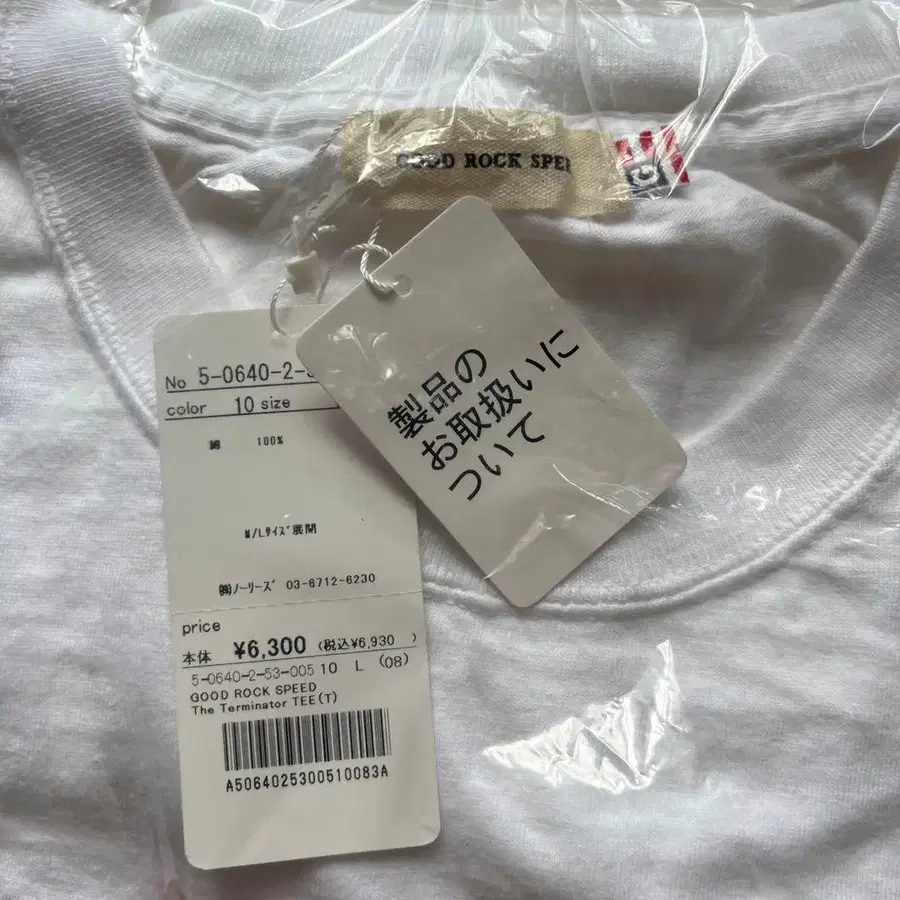 GOOD ROCK SPEE
No 5-0640-2-5
color 10 size
綿 100%
M/Lサイズ展開
㈱ノーリーズ 03-6712-6230
price
本体 ¥6,300 (税込¥6,930 )
5-0640-2-53-005 10 L (08)
GOOD ROCK SPEED
The Terminator TEE(T)
A5064025300510083A
製品の
お取扱いに
ついて